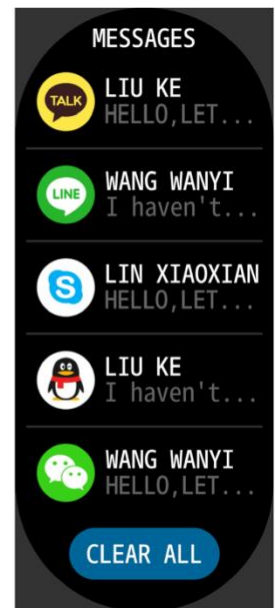 MESSAGES
TALK
LIU KE
HELLO,LET...
LINE
WANG WANYI
I haven't...
S
LIN XIAOXIAN
HELLO,LET...
LIU KE
I haven't...
WANG WANYI
HELLO,LET...
CLEAR ALL